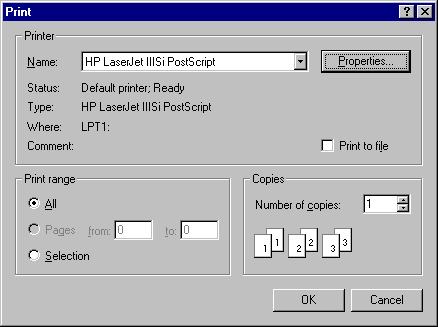 Print
Printer
Name: HP LaserJet IIISi PostScript Properties...
Status: Default printer; Ready
Type: HP LaserJet IIISi PostScript
Where: LPT1:
Comment: Print to file
Print range
All
Pages from: 0 to: 0
Selection
Copies
Number of copies: 1
1 1 2 2 3 3
OK Cancel